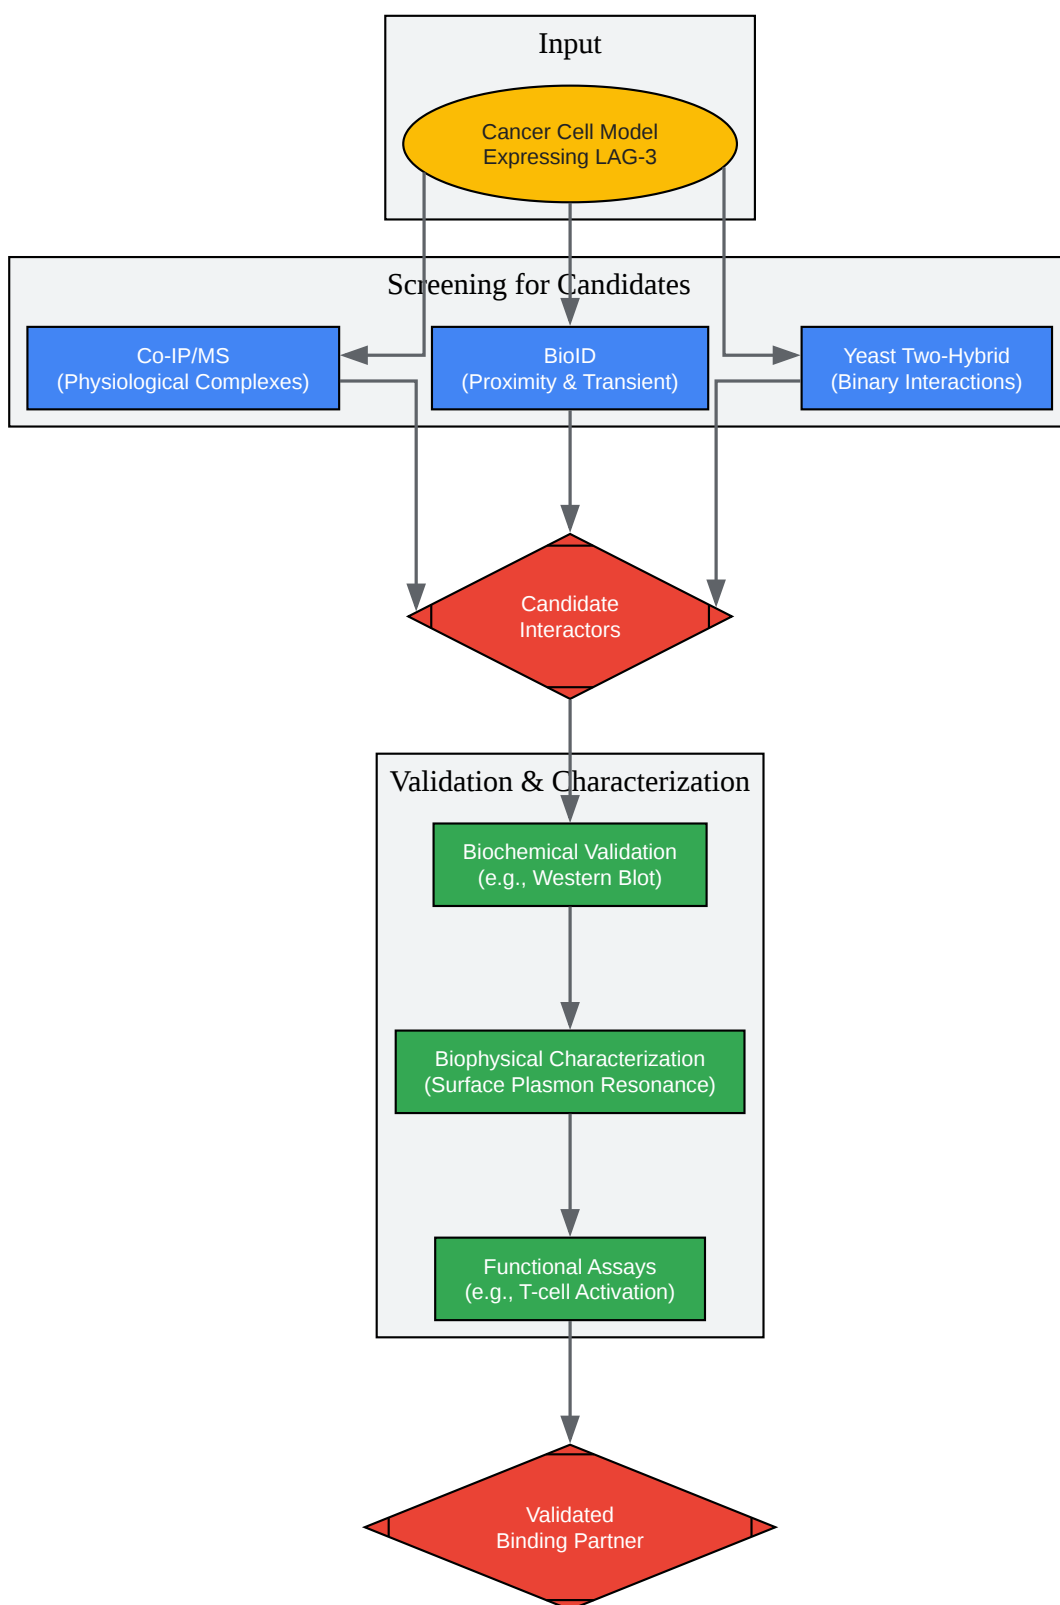 Input
Cancer Cell Model
Expressing LAG-3
Screening for Candidates
Co-IP/MS
(Physiological Complexes)
BioID
(Proximity & Transient)
Yeast Two-Hybrid
(Binary Interactions)
Candidate
Interactors
Validation & Characterization
Biochemical Validation
(e.g., Western Blot)
Biophysical Characterization
(Surface Plasmon Resonance)
Functional Assays
(e.g., T-cell Activation)
Validated
Binding Partner